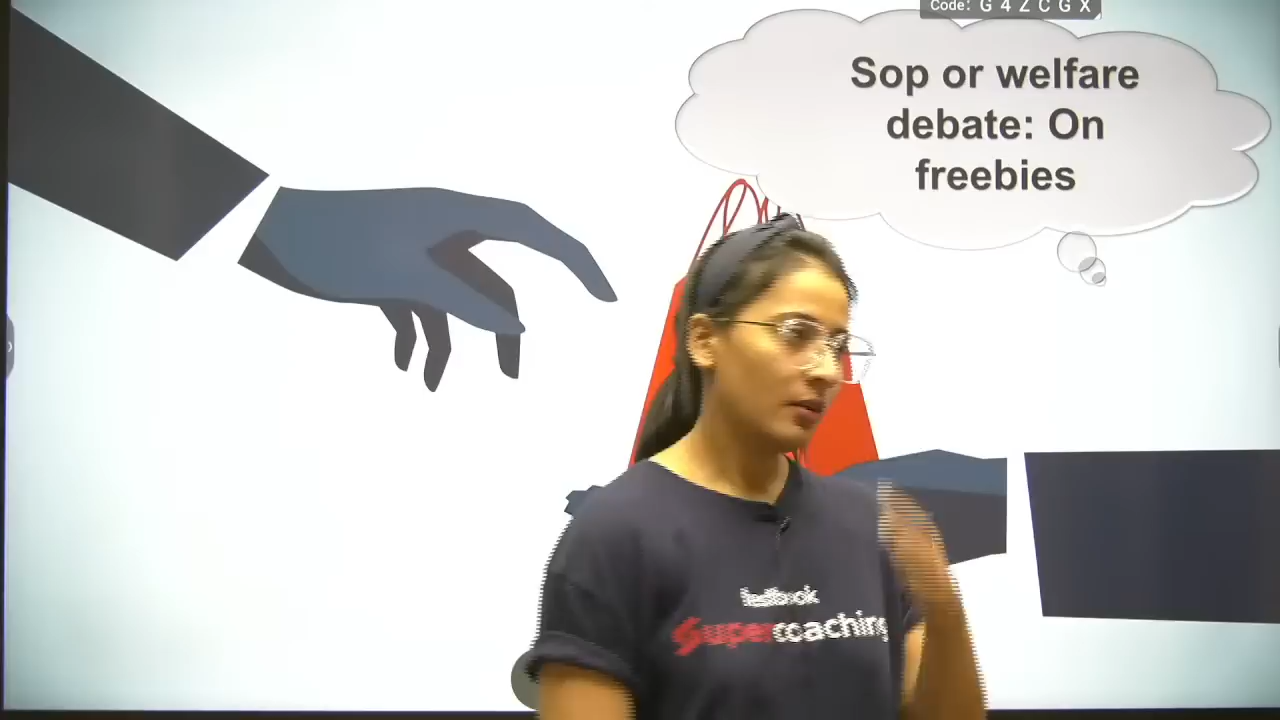 Code: G 4 Z C G X
Sop or welfare
debate: On
freebies
testbook
Supercoaching